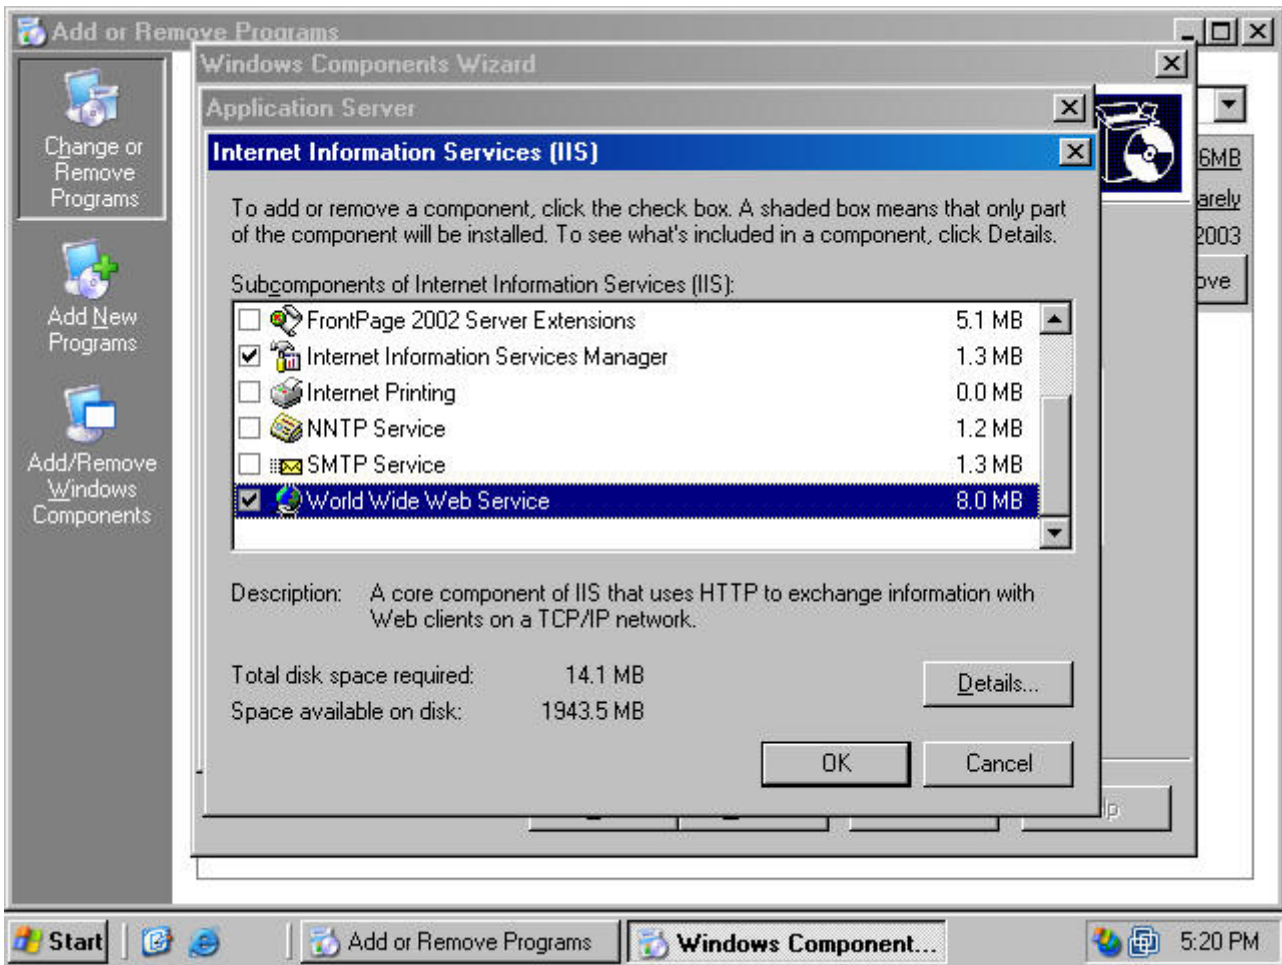 Add or Remove Programs
Windows Components Wizard
Application Server
Internet Information Services (IIS)
Change or
Remove
Programs
Add New
Programs
Add/Remove
Windows
Components
To add or remove a component, click the check box. A shaded box means that only part
of the component will be installed. To see what's included in a component, click Details.
Subcomponents of Internet Information Services (IIS):
FrontPage 2002 Server Extensions 5.1 MB
Internet Information Services Manager 1.3 MB
Internet Printing 0.0 MB
NNTP Service 1.2 MB
SMTP Service 1.3 MB
World Wide Web Service 8.0 MB
Description: A core component of IIS that uses HTTP to exchange information with
Web clients on a TCP/IP network.
Total disk space required: 14.1 MB
Space available on disk: 1943.5 MB
Details...
OK Cancel
6MB
arely
2003
ove
lp
Start Add or Remove Programs Windows Component... 5:20 PM